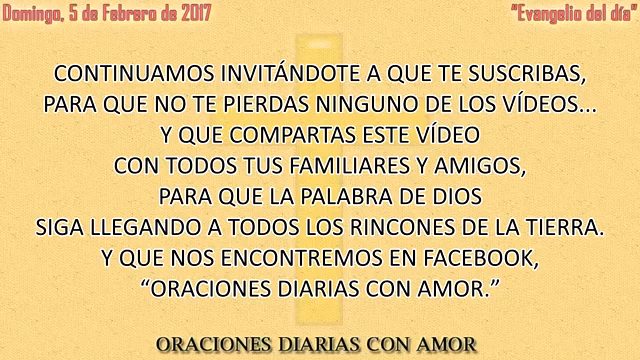 Domingo, 5 de Febrero de 2017
"Evangelio del día"
CONTINUAMOS INVITÁNDOTE A QUE TE SUSCRIBAS,
PARA QUE NO TE PIERDAS NINGUNO DE LOS VÍDEOS...
Y QUE COMPARTAS ESTE VÍDEO
CON TODOS TUS FAMILIARES Y AMIGOS,
PARA QUE LA PALABRA DE DIOS
SIGA LLEGANDO A TODOS LOS RINCONES DE LA TIERRA.
Y QUE NOS ENCONTREMOS EN FACEBOOK,
“ORACIONES DIARIAS CON AMOR.”
ORACIONES DIARIAS CON AMOR